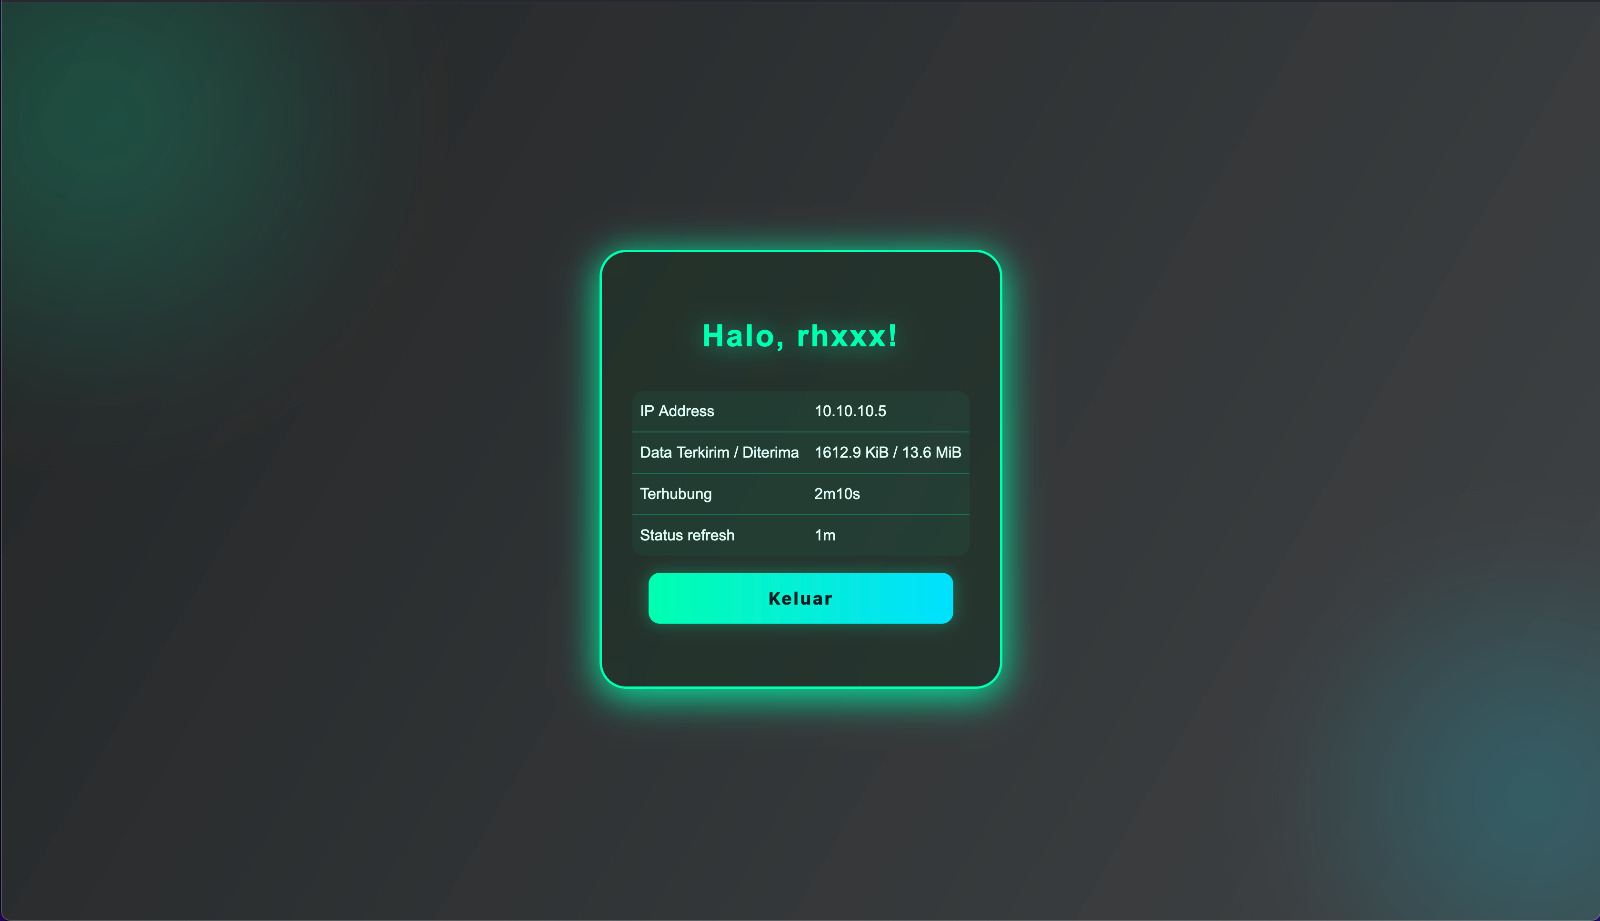 Halo, rhxxx!
IP Address 10.10.10.5
Data Terkirim / Diterima 1612.9 KiB / 13.6 MiB
Terhubung 2m10s
Status refresh 1m
Keluar